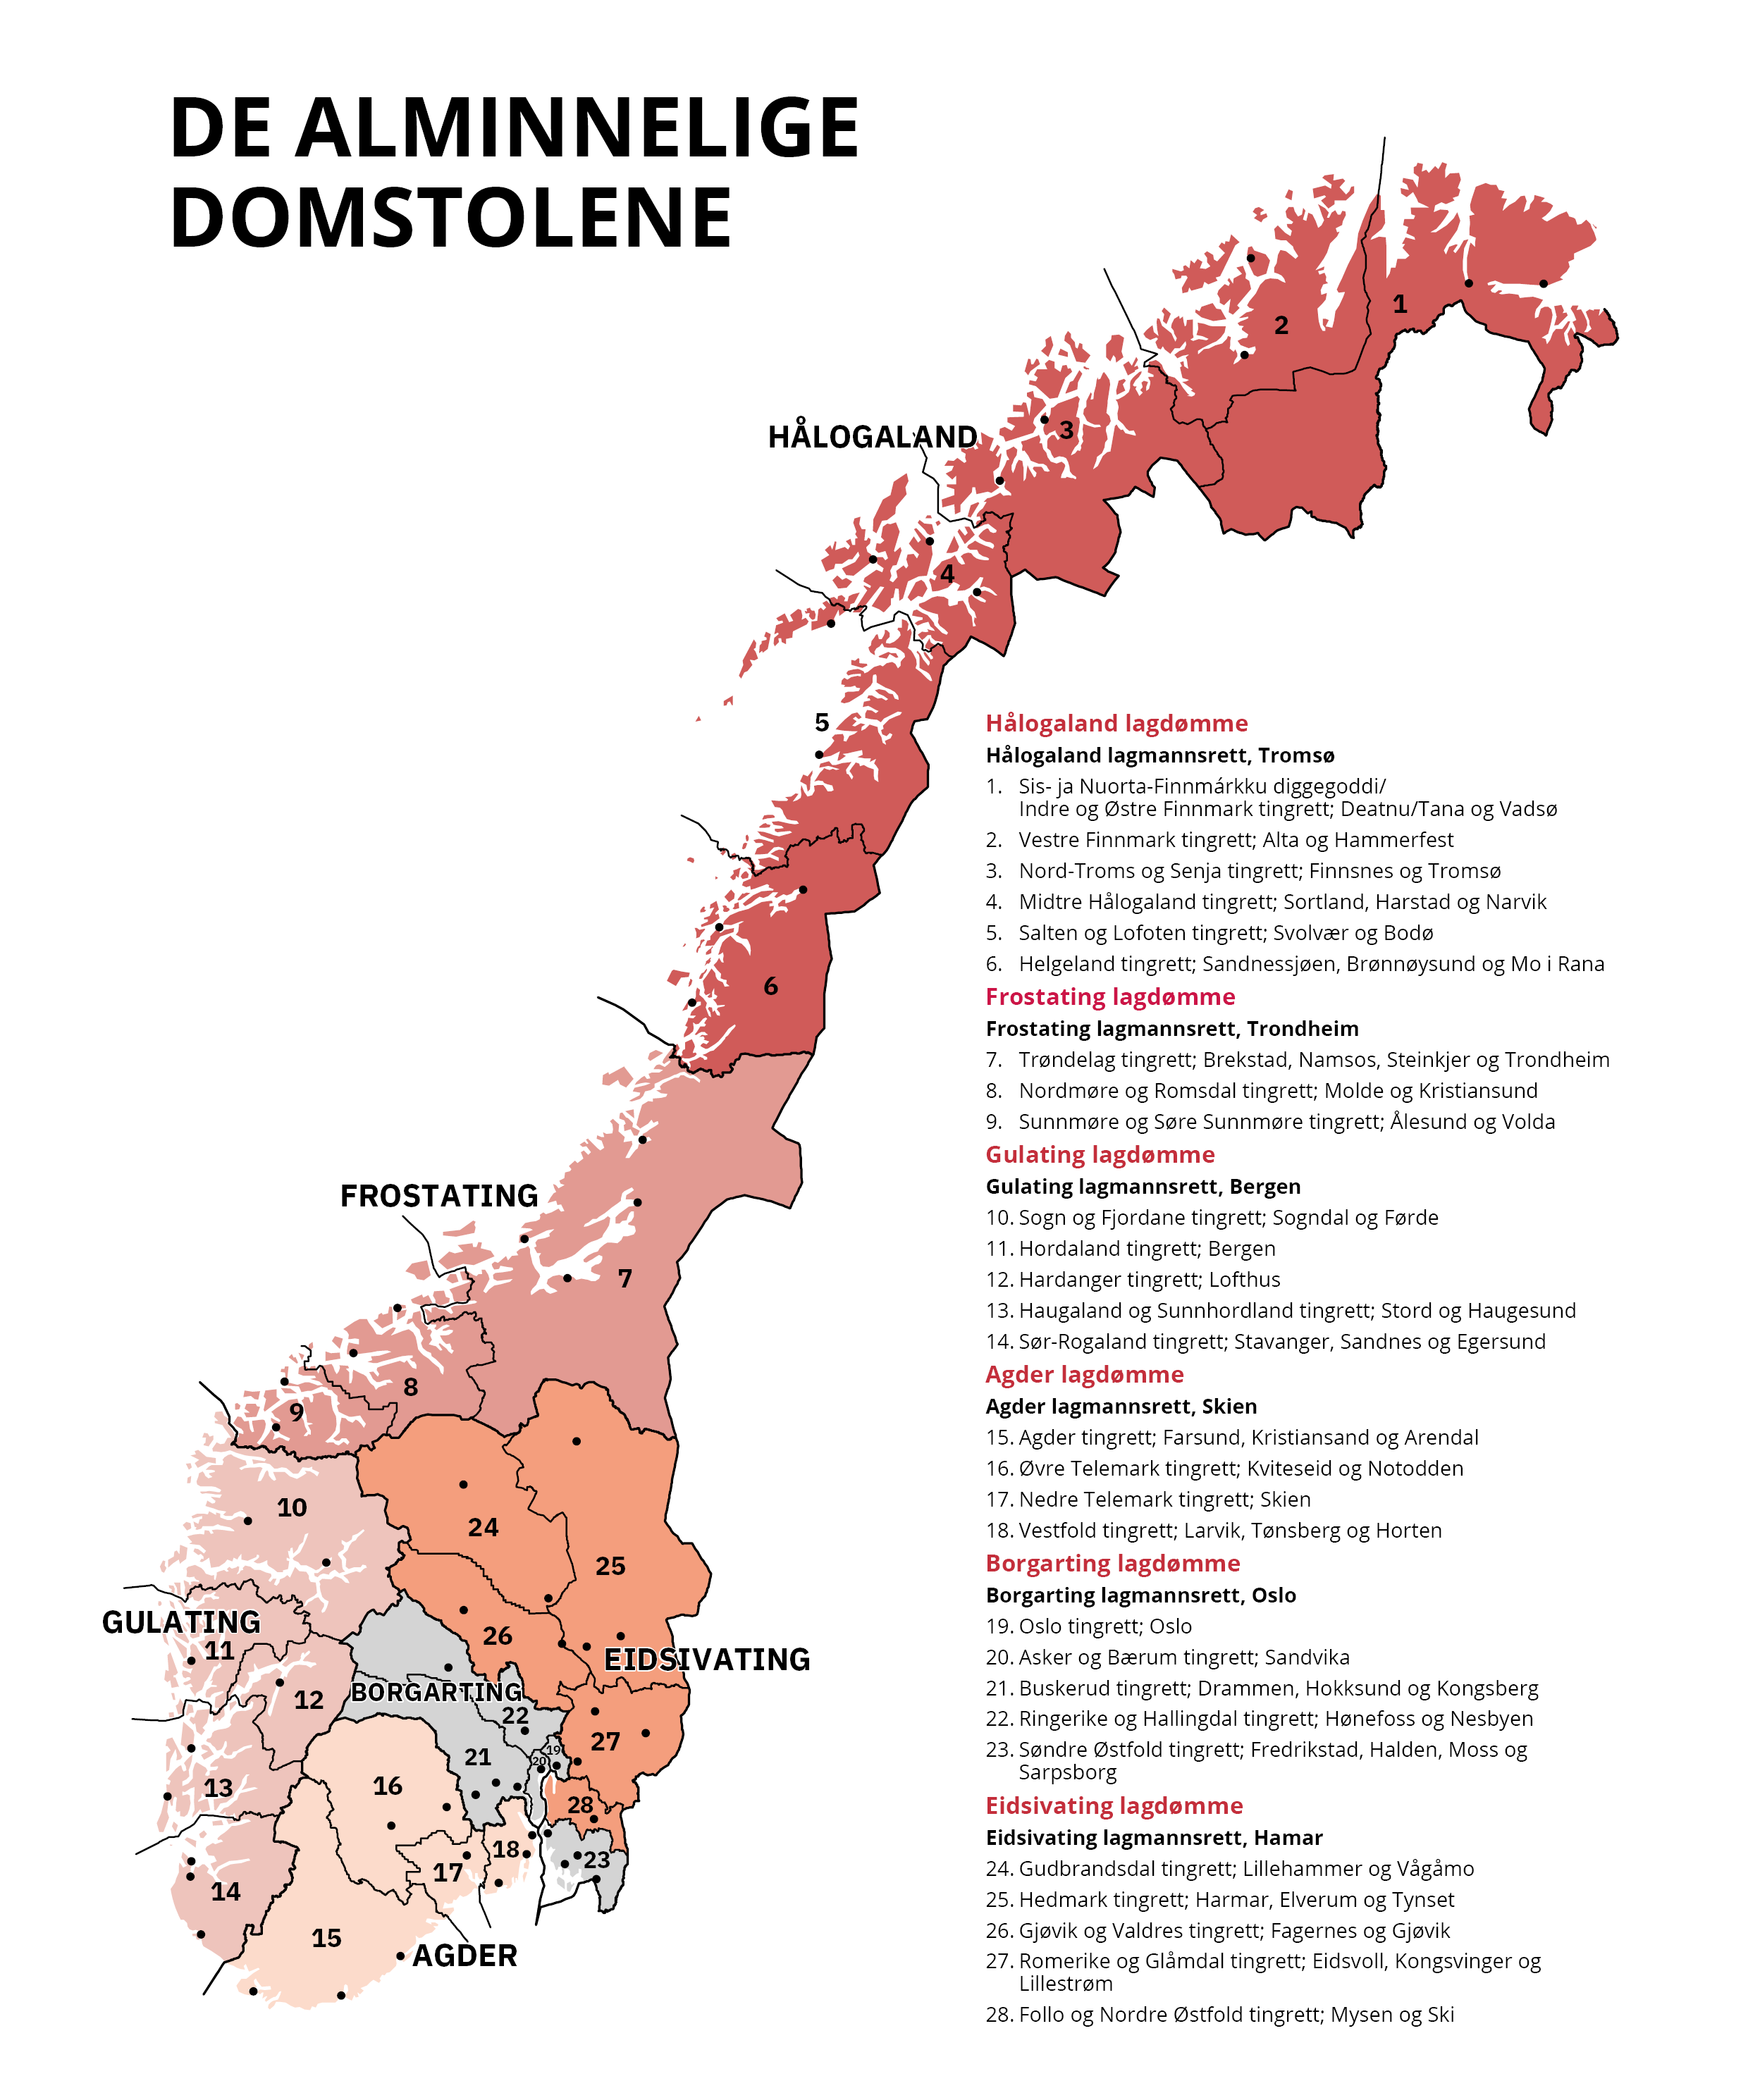 DE ALMINNELIGE
DOMSTOLENE
1
2
3
HÅLOGALAND
4
5
6
FROSTATING
7
8
9
10
24
25
GULATING
11
26
EIDSIVATING
12
BORGARTING
22
27
19
20
21
13
16
28
18
23
17
14
15
AGDER
Hålogaland lagdømme
Hålogaland lagmannsrett, Tromsø
1. Sis- ja Nuorta-Finnmárkku diggegoddi/
Indre og Østre Finnmark tingrett; Deatnu/Tana og Vadsø
2. Vestre Finnmark tingrett; Alta og Hammerfest
3. Nord-Troms og Senja tingrett; Finnsnes og Tromsø
4. Midtre Hålogaland tingrett; Sortland, Harstad og Narvik
5. Salten og Lofoten tingrett; Svolvær og Bodø
6. Helgeland tingrett; Sandnessjøen, Brønnøysund og Mo i Rana
Frostating lagdømme
Frostating lagmannsrett, Trondheim
7. Trøndelag tingrett; Brekstad, Namsos, Steinkjer og Trondheim
8. Nordmøre og Romsdal tingrett; Molde og Kristiansund
9. Sunnmøre og Søre Sunnmøre tingrett; Ålesund og Volda
Gulating lagdømme
Gulating lagmannsrett, Bergen
10. Sogn og Fjordane tingrett; Sogndal og Førde
11. Hordaland tingrett; Bergen
12. Hardanger tingrett; Lofthus
13. Haugaland og Sunnhordland tingrett; Stord og Haugesund
14. Sør-Rogaland tingrett; Stavanger, Sandnes og Egersund
Agder lagdømme
Agder lagmannsrett, Skien
15. Agder tingrett; Farsund, Kristiansand og Arendal
16. Øvre Telemark tingrett; Kviteseid og Notodden
17. Nedre Telemark tingrett; Skien
18. Vestfold tingrett; Larvik, Tønsberg og Horten
Borgarting lagdømme
Borgarting lagmannsrett, Oslo
19. Oslo tingrett; Oslo
20. Asker og Bærum tingrett; Sandvika
21. Buskerud tingrett; Drammen, Hokksund og Kongsberg
22. Ringerike og Hallingdal tingrett; Hønefoss og Nesbyen
23. Søndre Østfold tingrett; Fredrikstad, Halden, Moss og
Sarpsborg
Eidsivating lagdømme
Eidsivating lagmannsrett, Hamar
24. Gudbrandsdal tingrett; Lillehammer og Vågåmo
25. Hedmark tingrett; Harmar, Elverum og Tynset
26. Gjøvik og Valdres tingrett; Fagernes og Gjøvik
27. Romerike og Glåmdal tingrett; Eidsvoll, Kongsvinger og
Lillestrøm
28. Follo og Nordre Østfold tingrett; Mysen og Ski